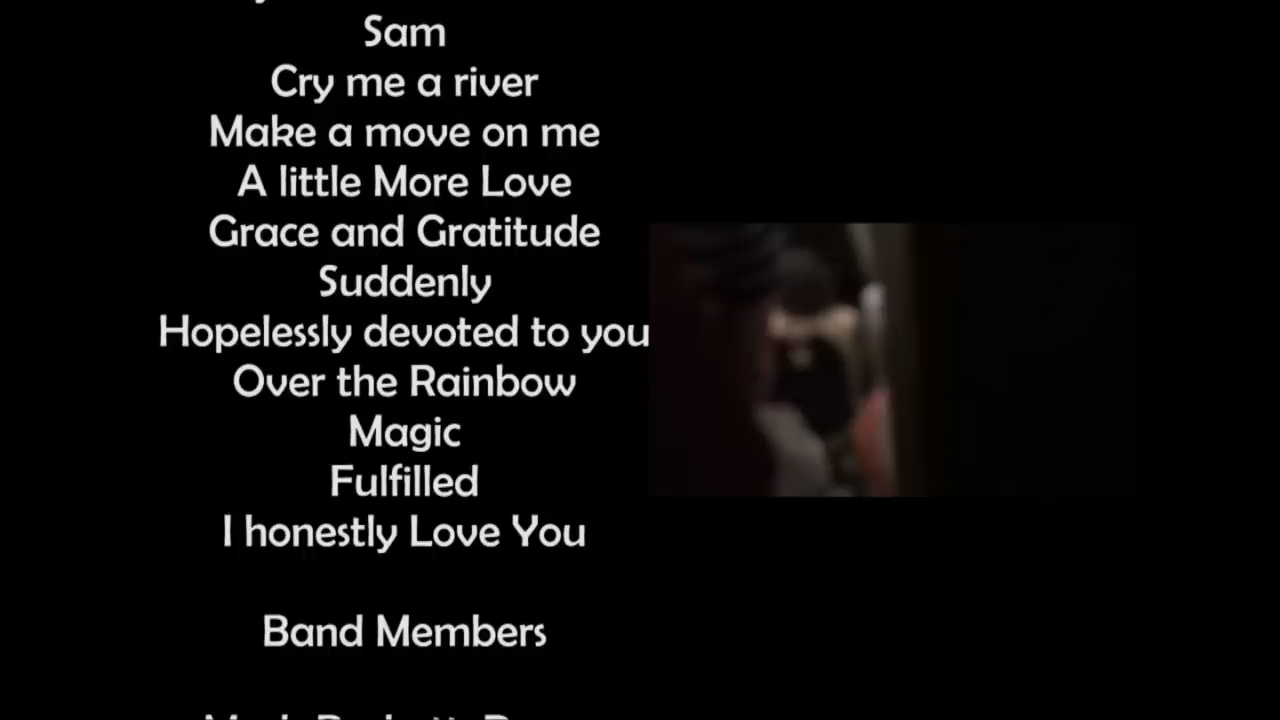 Sam
Cry me a river
Make a move on me
A little More Love
Grace and Gratitude
Suddenly
Hopelessly devoted to you
Over the Rainbow
Magic
Fulfilled
I honestly Love You
Band Members